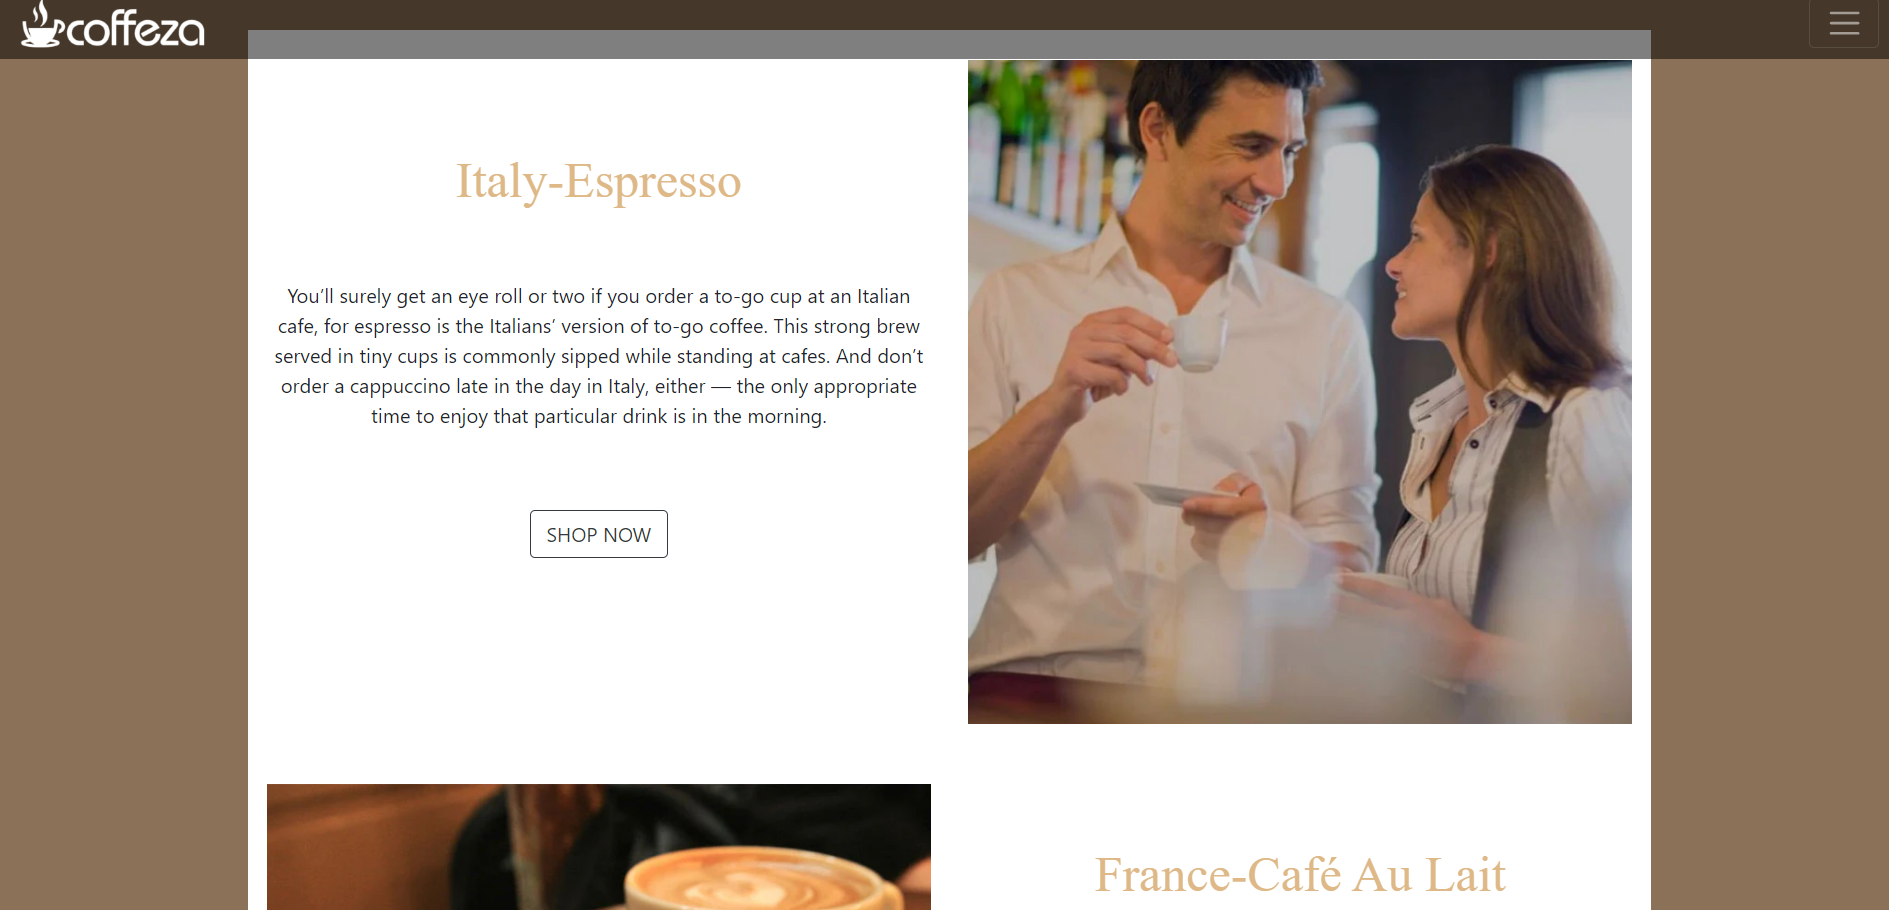 coffeza
Italy-Espresso
You’ll surely get an eye roll or two if you order a to-go cup at an Italian
cafe, for espresso is the Italians’ version of to-go coffee. This strong brew
served in tiny cups is commonly sipped while standing at cafes. And don’t
order a cappuccino late in the day in Italy, either — the only appropriate
time to enjoy that particular drink is in the morning.
SHOP NOW
France-Café Au Lait